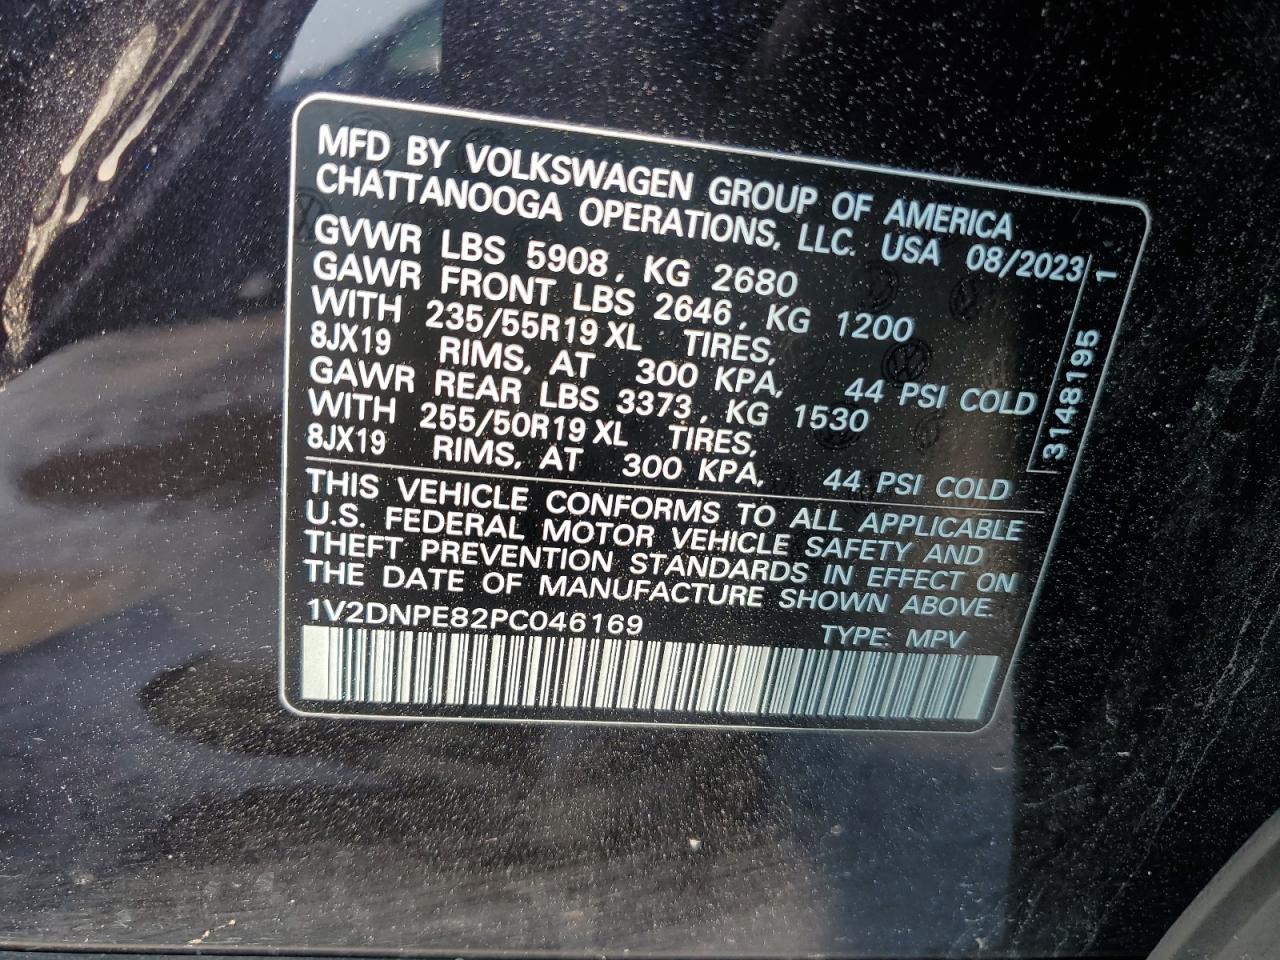 MFD BY VOLKSWAGEN GROUP OF AMERICA
CHATTANOOGA OPERATIONS, LLC. USA 08/2023
GVWR LBS 5908, KG 2680
GAWR FRONT LBS 2646, KG 1200
WITH 235/55R19 XL TIRES,
8JX19 RIMS, AT 300 KPA, 44 PSI COLD
GAWR REAR LBS 3373, KG 1530
WITH 255/50R19 XL TIRES,
8JX19 RIMS, AT 300 KPA, 44 PSI COLD
3148195 1
THIS VEHICLE CONFORMS TO ALL APPLICABLE
U.S. FEDERAL MOTOR VEHICLE SAFETY AND
THEFT PREVENTION STANDARDS IN EFFECT ON
THE DATE OF MANUFACTURE SHOWN ABOVE.
1V2DNPE82PC046169 TYPE: MPV